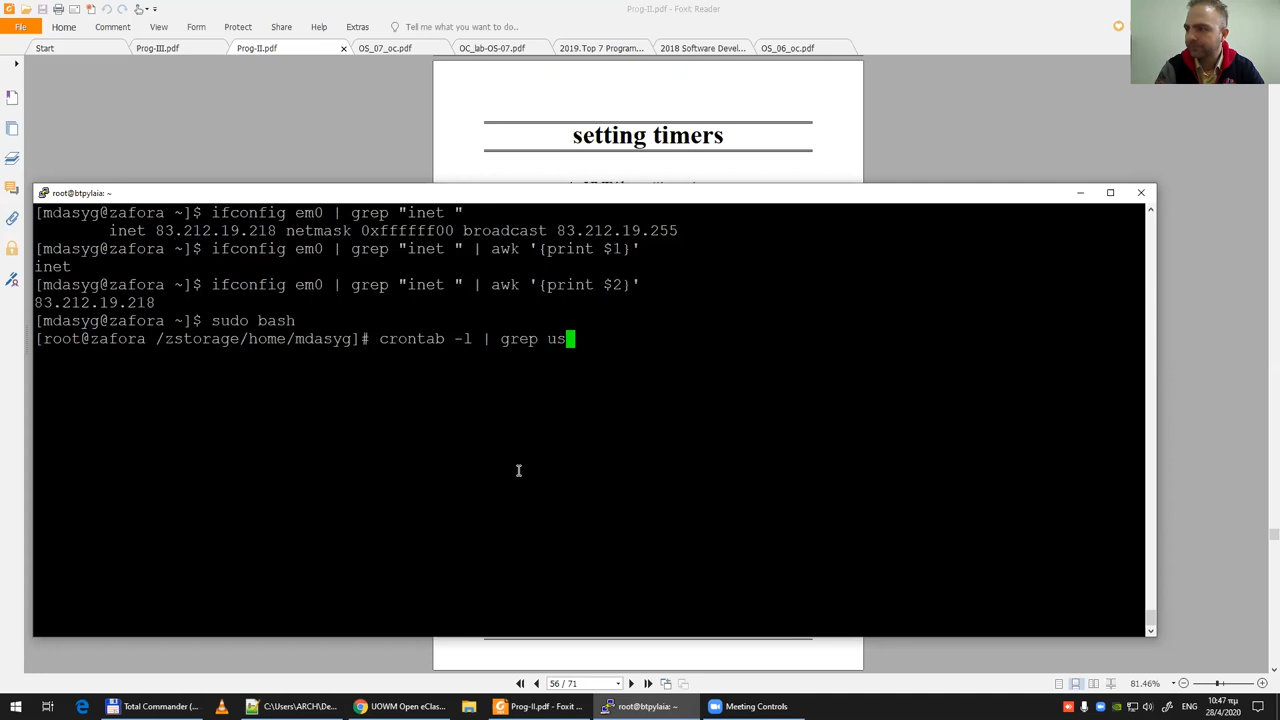 Prog-II.pdf - Foxit Reader
File Home Comment View Form Protect Share Extras Tell me what you want to do..
Start Prog-III.pdf Prog-II.pdf OS_07_oc.pdf OC_lab-OS-07.pdf 2019.Top 7 Program... 2018 Software Devel... OS_06_oc.pdf
setting timers
root@btpylaia: ~
[mdasyg@zafora ~]$ ifconfig em0 | grep "inet "
inet 83.212.19.218 netmask 0xffffff00 broadcast 83.212.19.255
[mdasyg@zafora ~]$ ifconfig em0 | grep "inet " | awk '{print $1}'
inet
[mdasyg@zafora ~]$ ifconfig em0 | grep "inet " | awk '{print $2}'
83.212.19.218
[mdasyg@zafora ~]$ sudo bash
[root@zafora /zstorage/home/mdasyg]# crontab -l | grep us
56 / 71
81.46%
Total Commander (... C:\Users\ARCH\De... UOWM Open eClas... Prog-II.pdf - Foxit ... root@btpylaia: ~ Meeting Controls
10:47 πμ
28/4/2020